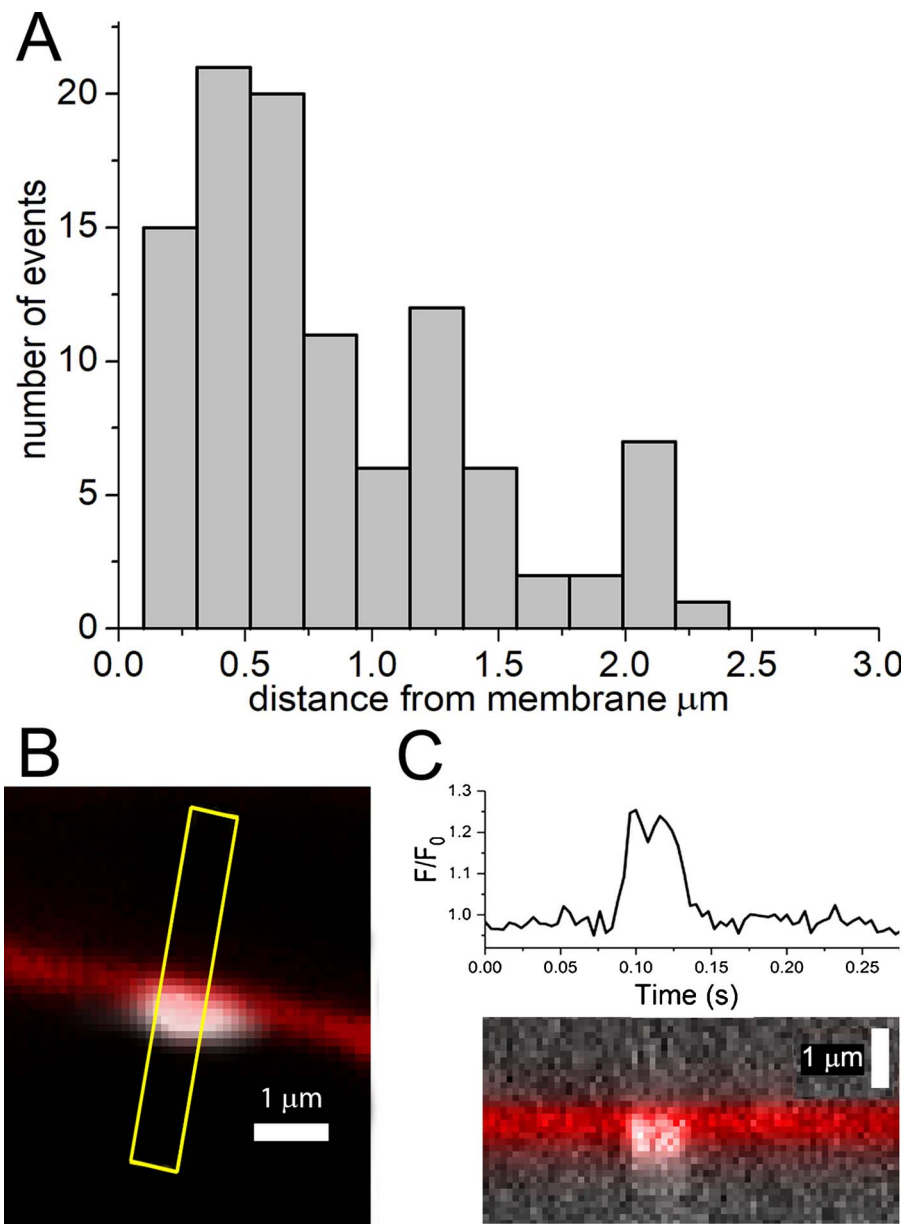 A
number of events
20
15
10
5
0
0.0 0.5 1.0 1.5 2.0 2.5 3.0
distance from membrane μm
B
1 μm
C
F/F0
1.3
1.2
1.1
1.0
0.00 0.05 0.10 0.15 0.20 0.25
Time (s)
1 μm